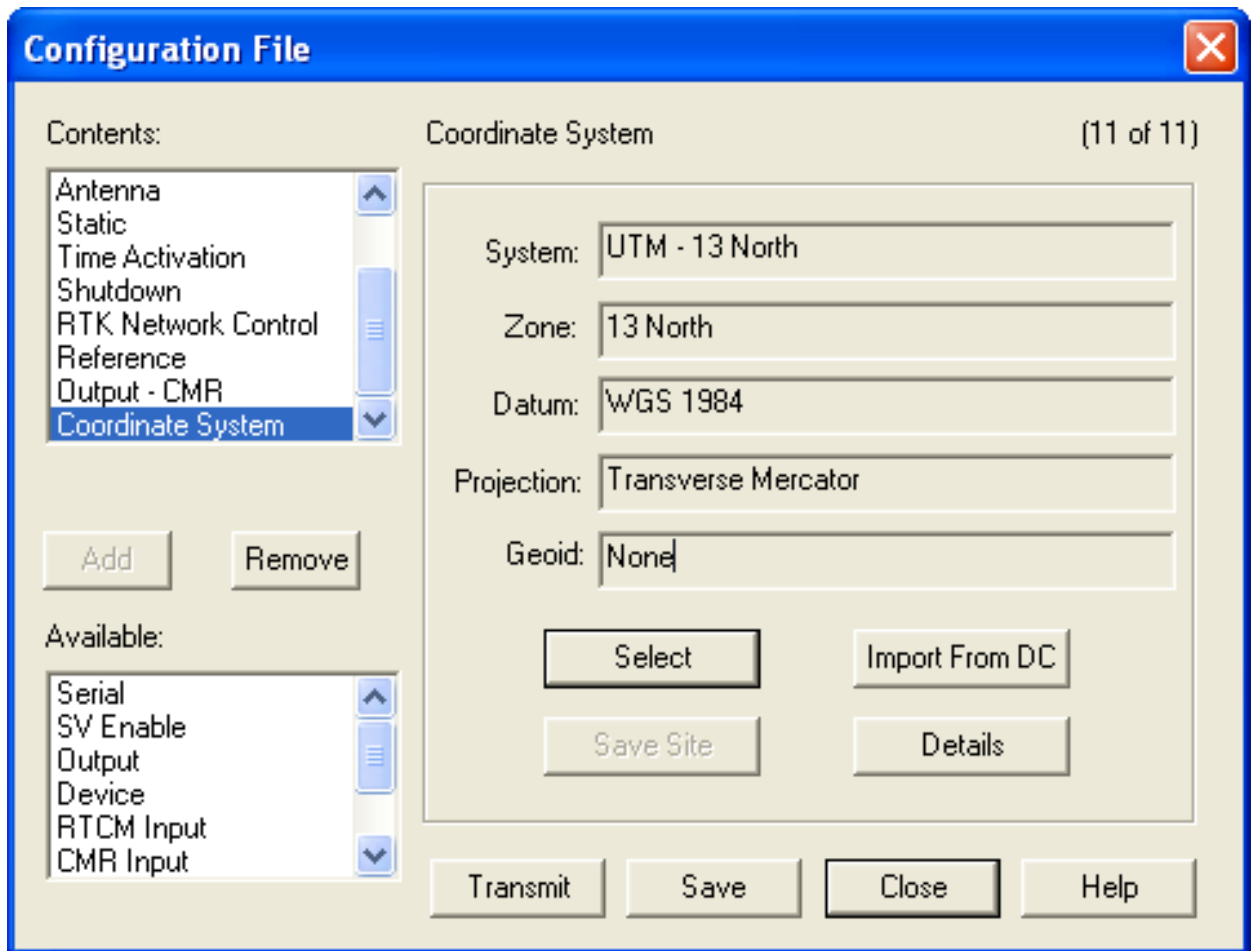 Configuration File
Contents:
Antenna
Static
Time Activation
Shutdown
RTK Network Control
Reference
Output - CMR
Coordinate System
Add
Remove
Available:
Serial
SV Enable
Output
Device
RTCM Input
CMR Input
Coordinate System
(11 of 11)
System: UTM - 13 North
Zone: 13 North
Datum: WGS 1984
Projection: Transverse Mercator
Geoid: None
Select
Import From DC
Save Site
Details
Transmit
Save
Close
Help